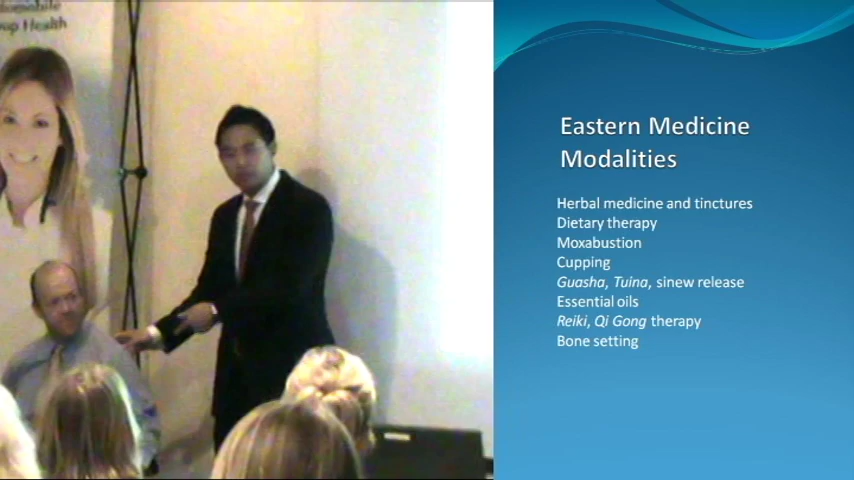 Group Health
Eastern Medicine
Modalities
Herbal medicine and tinctures
Dietary therapy
Moxabustion
Cupping
Guasha, Tuina, sinew release
Essential oils
Reiki, Qi Gong therapy
Bone setting